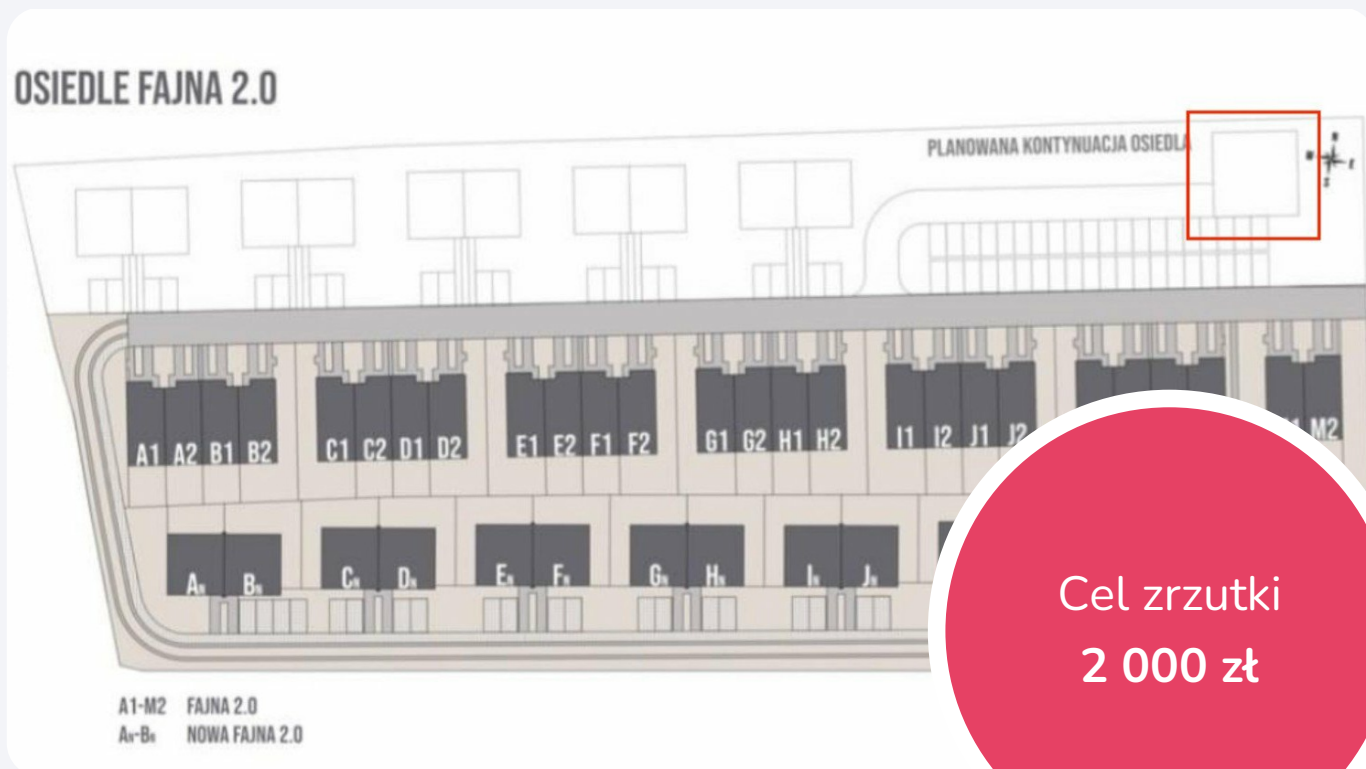 OSIEDLE FAJNA 2.0
PLANOWANA KONTYNUACJA OSIEDLA
N
W E
S
A1 A2 B1 B2 C1 C2 D1 D2 E1 E2 F1 F2 G1 G2 H1 H2 I1 I2 J1 J2 M2
AN BN CN DN EN FN GN HN IN JN
Cel zrzutki
2 000 zł
A1-M2 FAJNA 2.0
AN-BN NOWA FAJNA 2.0